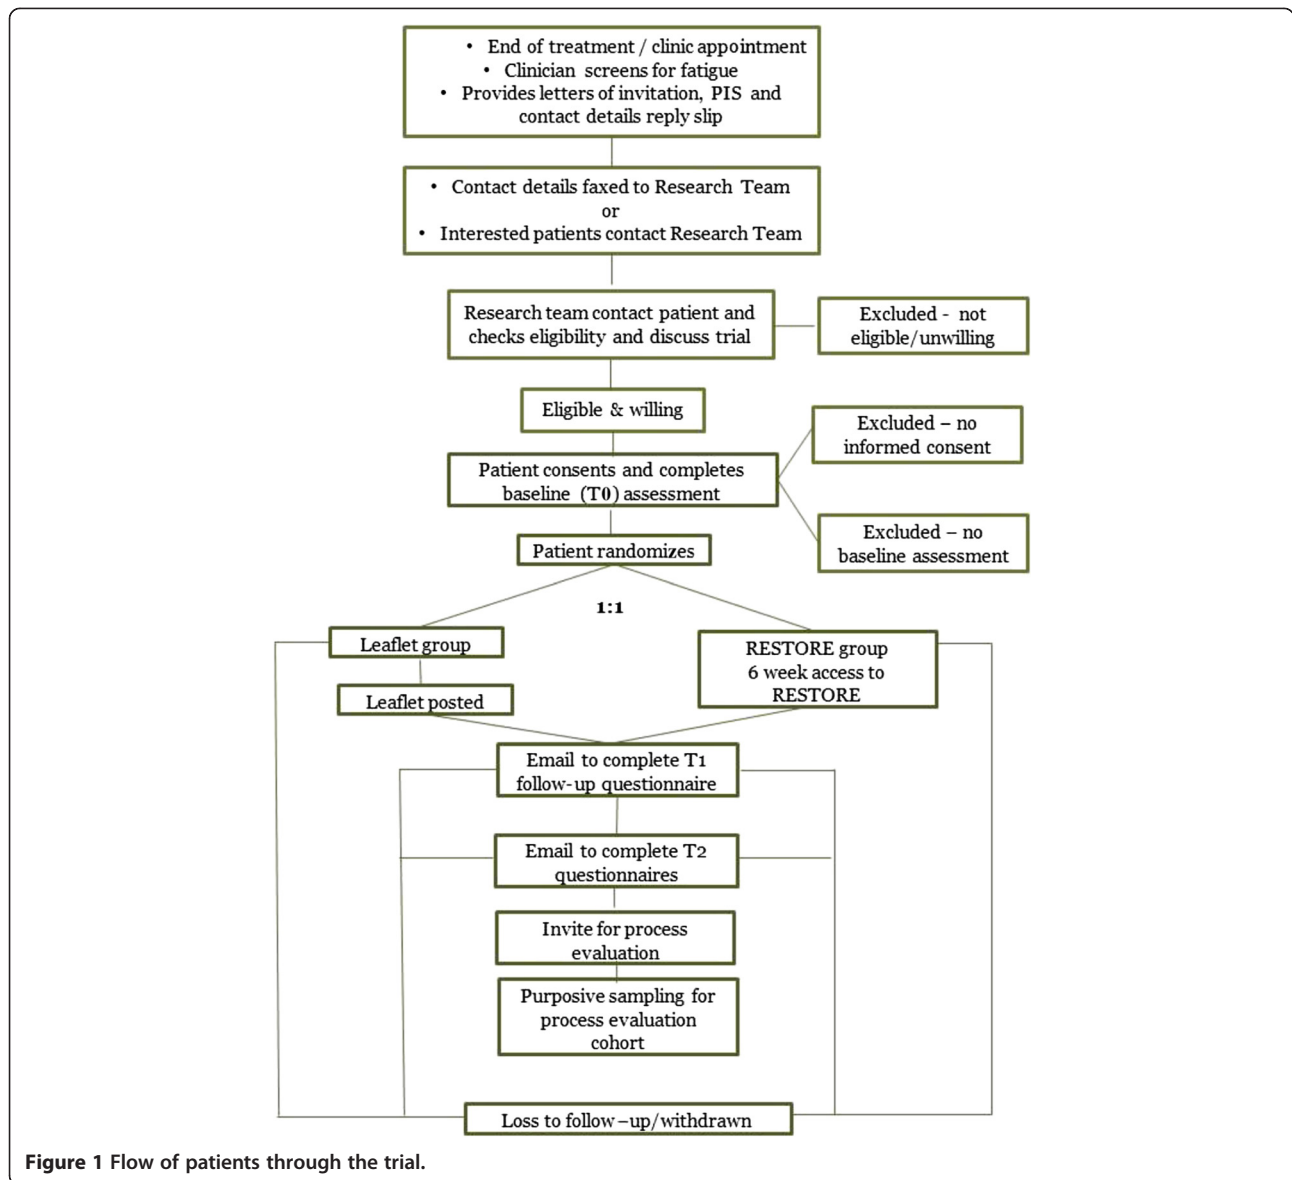 • End of treatment / clinic appointment
• Clinician screens for fatigue
• Provides letters of invitation, PIS and
contact details reply slip
• Contact details faxed to Research Team
or
• Interested patients contact Research Team
Research team contact patient and
checks eligibility and discuss trial
Excluded - not
eligible/unwilling
Eligible & willing
Excluded – no
informed consent
Patient consents and completes
baseline (T0) assessment
Excluded – no
baseline assessment
Patient randomizes
1:1
Leaflet group
RESTORE group
6 week access to
RESTORE
Leaflet posted
Email to complete T1
follow-up questionnaire
Email to complete T2
questionnaires
Invite for process
evaluation
Purposive sampling for
process evaluation
cohort
Loss to follow –up/withdrawn
Figure 1 Flow of patients through the trial.